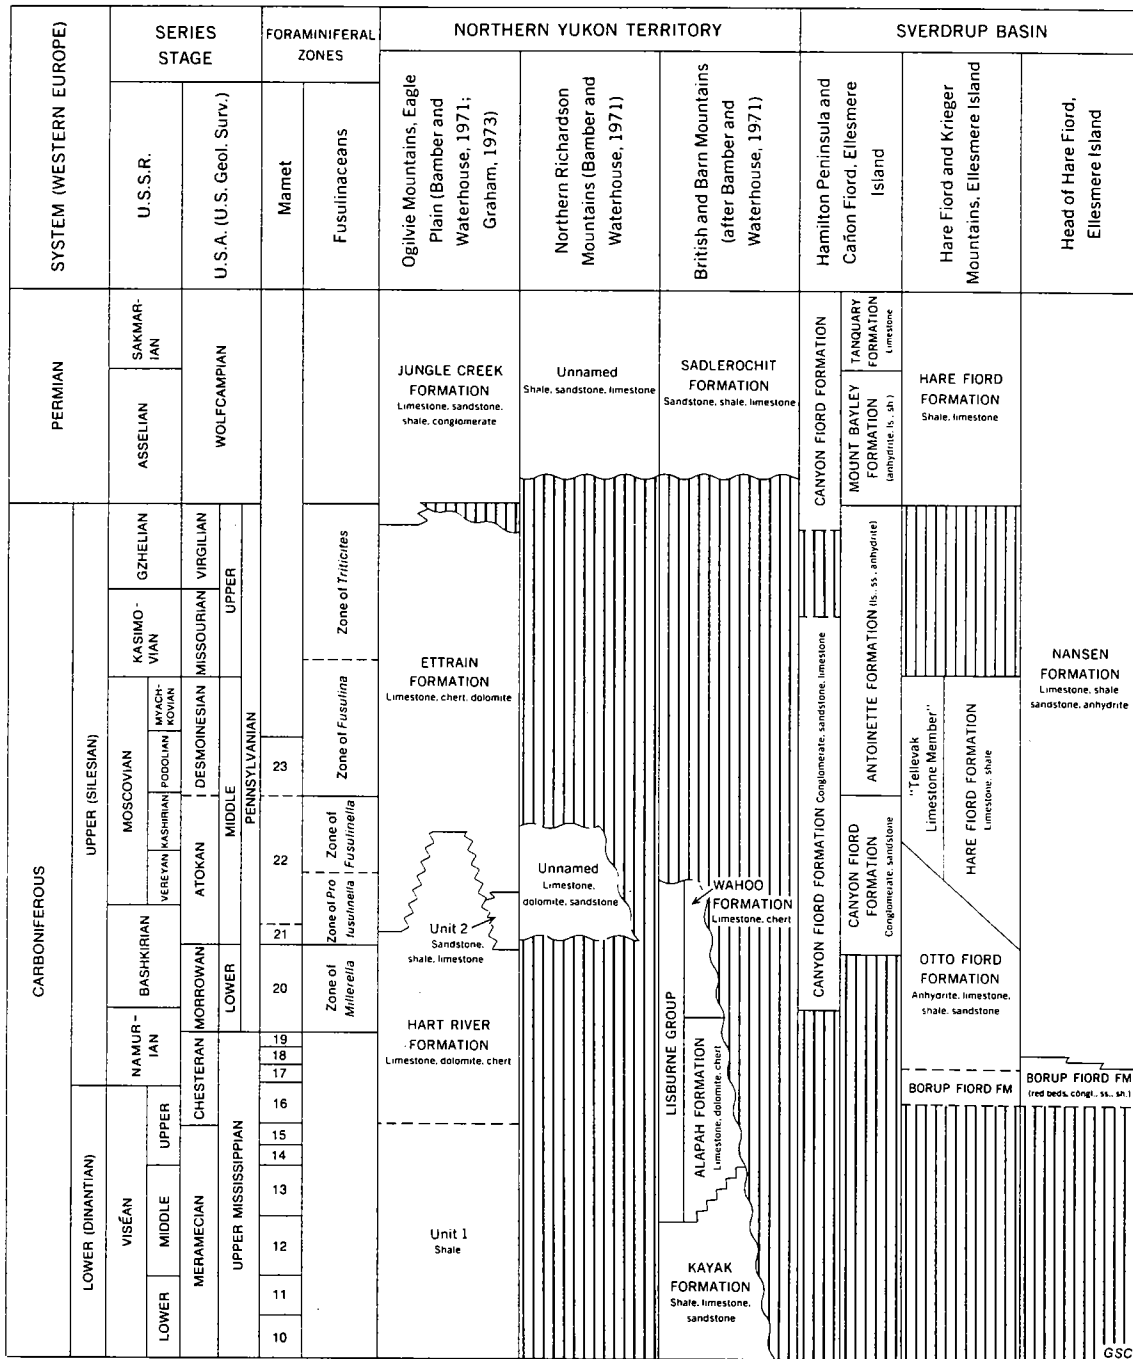 SYSTEM (WESTERN EUROPE)
SERIES
STAGE
U.S.S.R.
U.S.A. (U.S. Geol. Surv.)
FORAMINIFERAL
ZONES
Mamet
Fusulinaceans
NORTHERN YUKON TERRITORY
Ogilvie Mountains, Eagle
Plain (Bamber and
Waterhouse, 1971;
Graham, 1973)
Northern Richardson
Mountains (Bamber and
Waterhouse, 1971)
British and Barn Mountains
(after Bamber and
Waterhouse, 1971)
SVERDRUP BASIN
Hamilton Peninsula and
Cañon Fiord, Ellesmere
Island
Hare Fiord and Krieger
Mountains, Ellesmere Island
Head of Hare Fiord,
Ellesmere Island
PERMIAN
SAKMAR-
IAN
ASSELIAN
WOLFCAMPIAN
JUNGLE CREEK
FORMATION
Limestone, sandstone,
shale, conglomerate
Unnamed
Shale, sandstone, limestone
SADLEROCHIT
FORMATION
Sandstone, shale, limestone
CANYON FIORD FORMATION
TANQUARY
FORMATION
Limestone
MOUNT BAYLEY
FORMATION
(anhydrite, ls., sh.)
HARE FIORD
FORMATION
Shale, limestone
CARBONIFEROUS
UPPER (SILESIAN)
LOWER (DINANTIAN)
GZHELIAN
KASIMO-
VIAN
MOSCOVIAN
MYACH-
KOVIAN
PODOLIAN
KASHIRIAN
VEREYAN
BASHKIRIAN
NAMUR-
IAN
VISÉAN
UPPER
MIDDLE
LOWER
VIRGILIAN
MISSOURIAN
DESMOINESIAN
ATOKAN
MORROWAN
CHESTERAN
MERAMECIAN
UPPER
MIDDLE
LOWER
PENNSYLVANIAN
UPPER MISSISSIPPIAN
23
22
21
20
19
18
17
16
15
14
13
12
11
10
Zone of Triticites
Zone of Fusulina
Zone of
Fusulinella
Zone of Pro
fusulinella
Zone of
Millerella
ETTRAIN
FORMATION
Limestone, chert, dolomite
Unit 2
Sandstone,
shale, limestone
HART RIVER
FORMATION
Limestone, dolomite, chert
Unit 1
Shale
Unnamed
Limestone,
dolomite, sandstone
WAHOO
FORMATION
Limestone, chert
LISBURNE GROUP
ALAPAH FORMATION
Limestone, dolomite, chert
KAYAK
FORMATION
Shale, limestone,
sandstone
CANYON FIORD FORMATION Conglomerate, sandstone, limestone
ANTOINETTE FORMATION (ls., ss., anhydrite)
CANYON FIORD
FORMATION
Conglomerate, sandstone
"Tellevak
Limestone Member"
HARE FIORD FORMATION
Limestone, shale
OTTO FIORD
FORMATION
Anhydrite, limestone,
shale, sandstone
BORUP FIORD FM
NANSEN
FORMATION
Limestone, shale
sandstone, anhydrite
BORUP FIORD FM
(red beds, congl., ss., sh.)
GSC